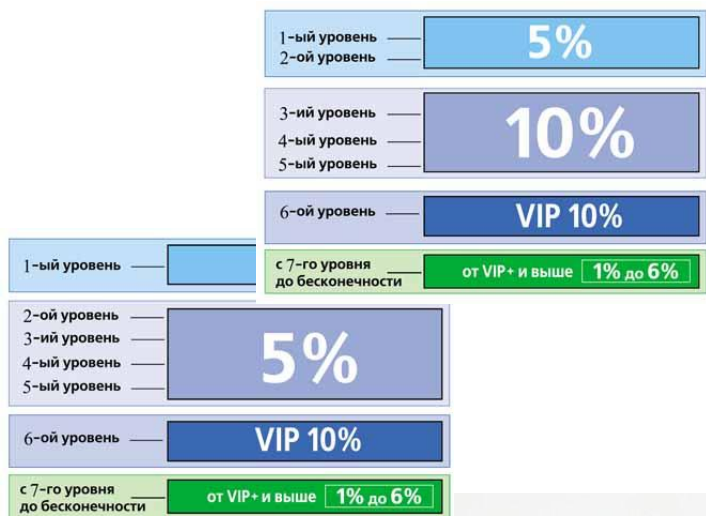 1-ый уровень
2-ой уровень
5%
3-ий уровень
4-ый уровень
5-ый уровень
10%
6-ой уровень
VIP 10%
с 7-го уровня
до бесконечности
от VIP+ и выше 1% до 6%
1-ый уровень
2-ой уровень
3-ий уровень
4-ый уровень
5-ый уровень
5%
6-ой уровень
VIP 10%
с 7-го уровня
до бесконечности
от VIP+ и выше 1% до 6%